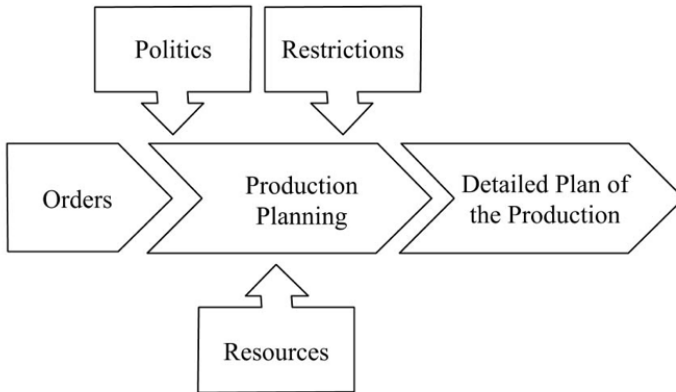 Politics
Restrictions
Orders
Production
Planning
Detailed Plan of
the Production
Resources